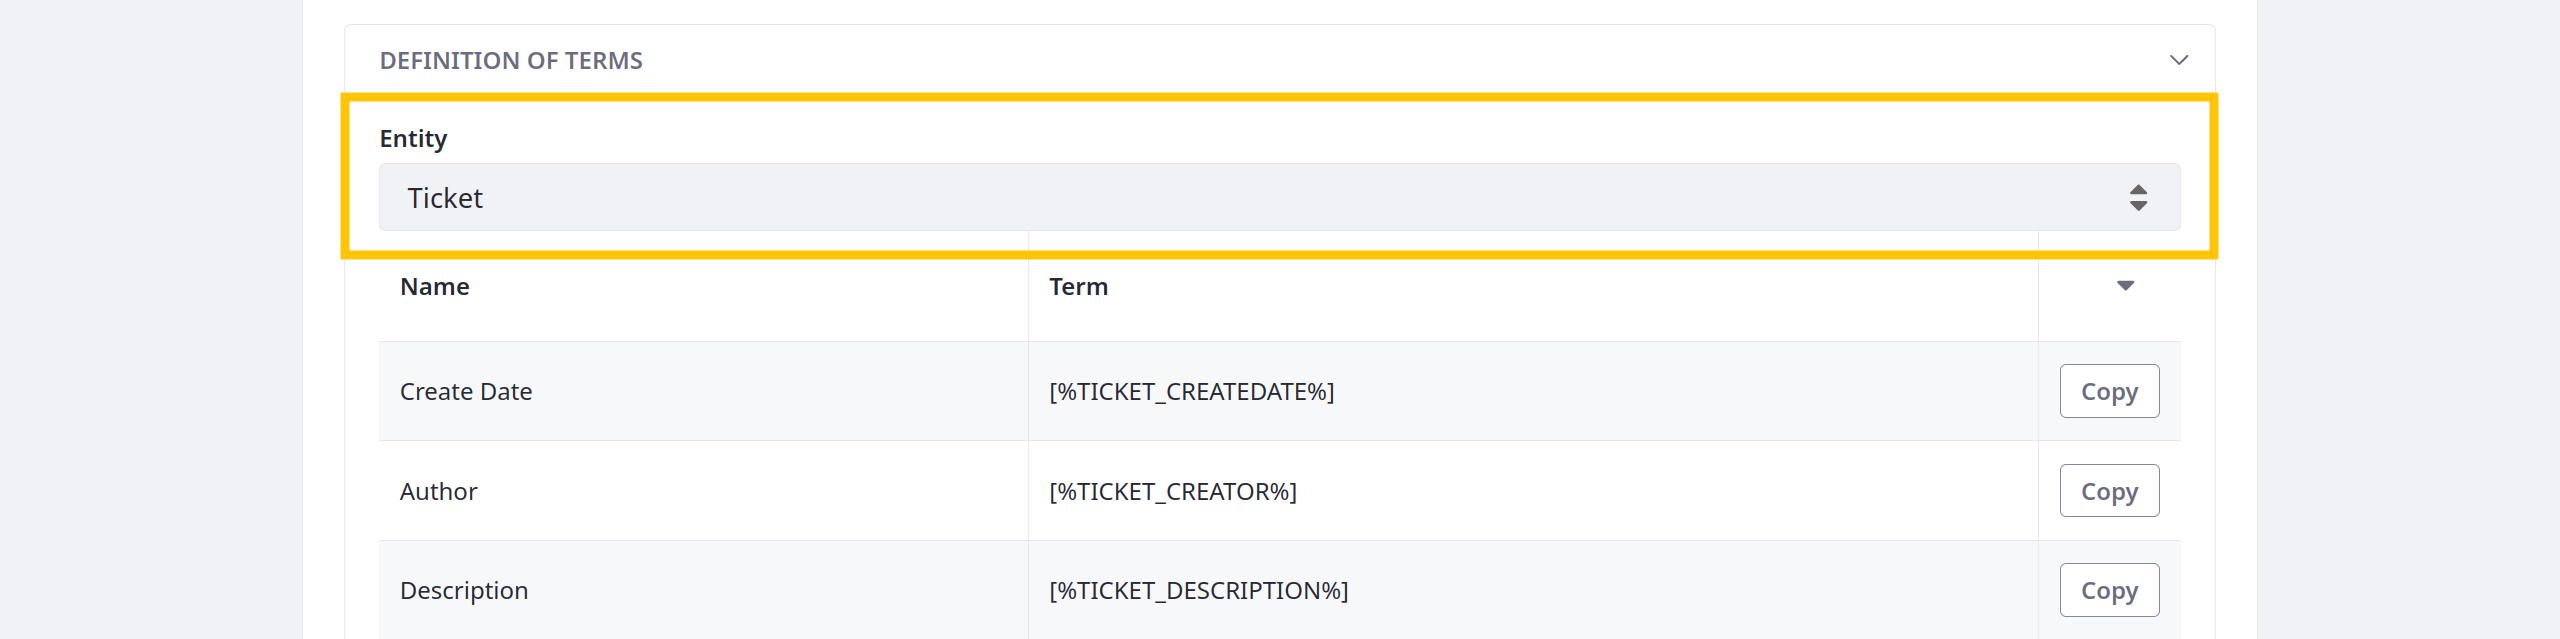 DEFINITION OF TERMS
Entity
Ticket
Name Term
Create Date [%TICKET_CREATEDATE%] Copy
Author [%TICKET_CREATOR%] Copy
Description [%TICKET_DESCRIPTION%] Copy